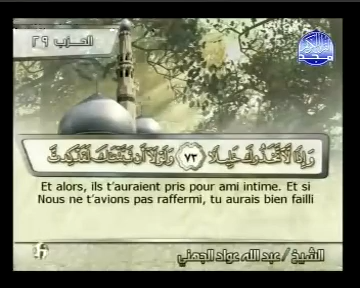 الحزب ٢٩
مجد
وَإِذًا لَّاتَّخَذُوكَ خَلِيلًا ٧٣ وَلَوْلَا أَن ثَبَّتْنَاكَ لَقَدْ كِدتَّ
Et alors, ils t'auraient pris pour ami intime. Et si
Nous ne t'avions pas raffermi, tu aurais bien failli
الشيخ / عبد الله عواد الجهني